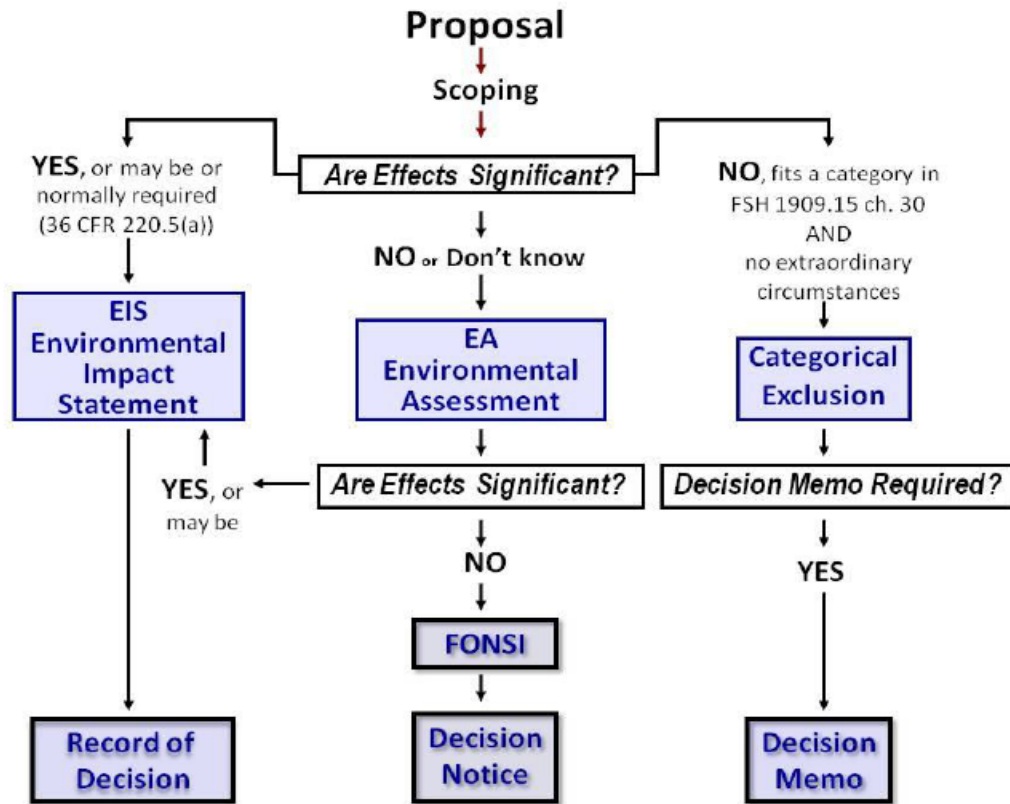 Proposal
Scoping
Are Effects Significant?
YES, or may be or
normally required
(36 CFR 220.5(a))
NO or Don't know
NO, fits a category in
FSH 1909.15 ch. 30
AND
no extraordinary
circumstances
EIS
Environmental
Impact
Statement
EA
Environmental
Assessment
Categorical
Exclusion
YES, or
may be
Are Effects Significant?
Decision Memo Required?
NO
YES
FONSI
Record of
Decision
Decision
Notice
Decision
Memo